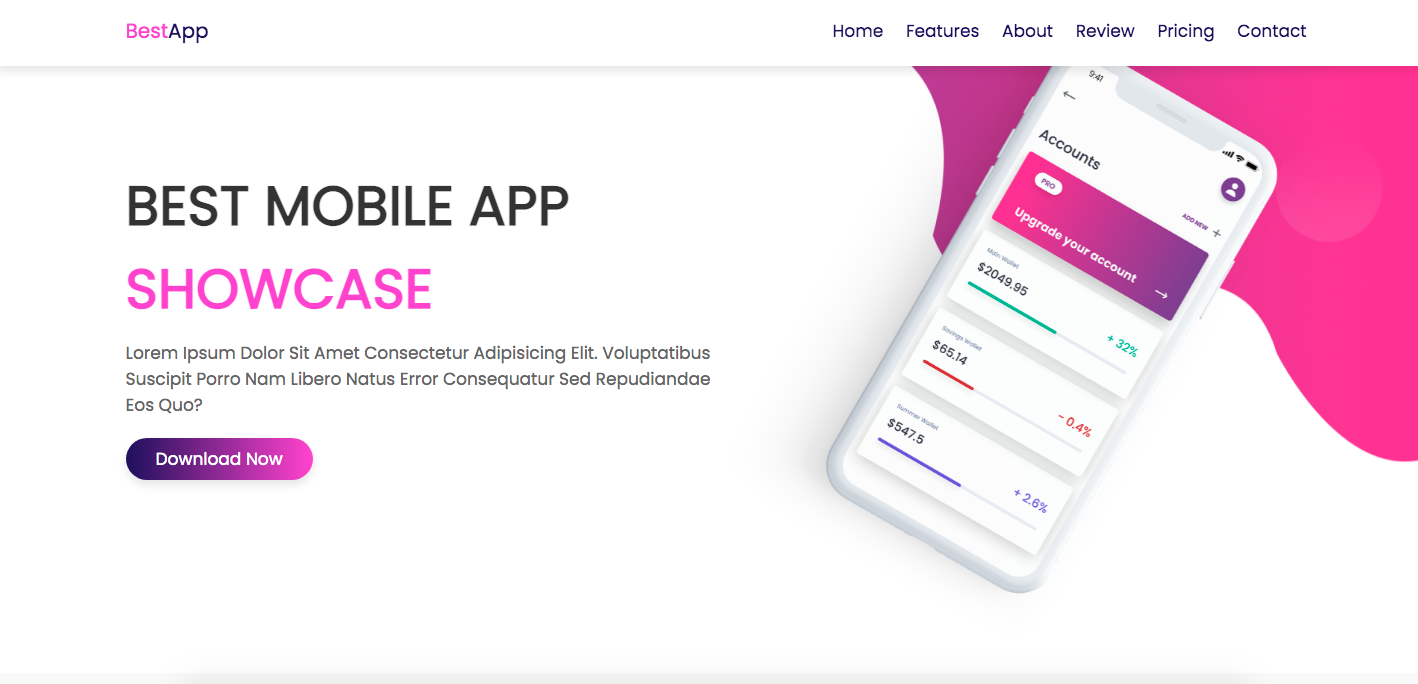 BestApp
Home Features About Review Pricing Contact
BEST MOBILE APP
SHOWCASE
Lorem Ipsum Dolor Sit Amet Consectetur Adipisicing Elit. Voluptatibus
Suscipit Porro Nam Libero Natus Error Consequatur Sed Repudiandae
Eos Quo?
Download Now
9:41
Accounts
PRO
Upgrade your account
ADD NEW +
Main Wallet
$2049.95
+ 32%
Savings Wallet
$65.14
- 0.4%
Summer Wallet
$547.5
+ 2.6%